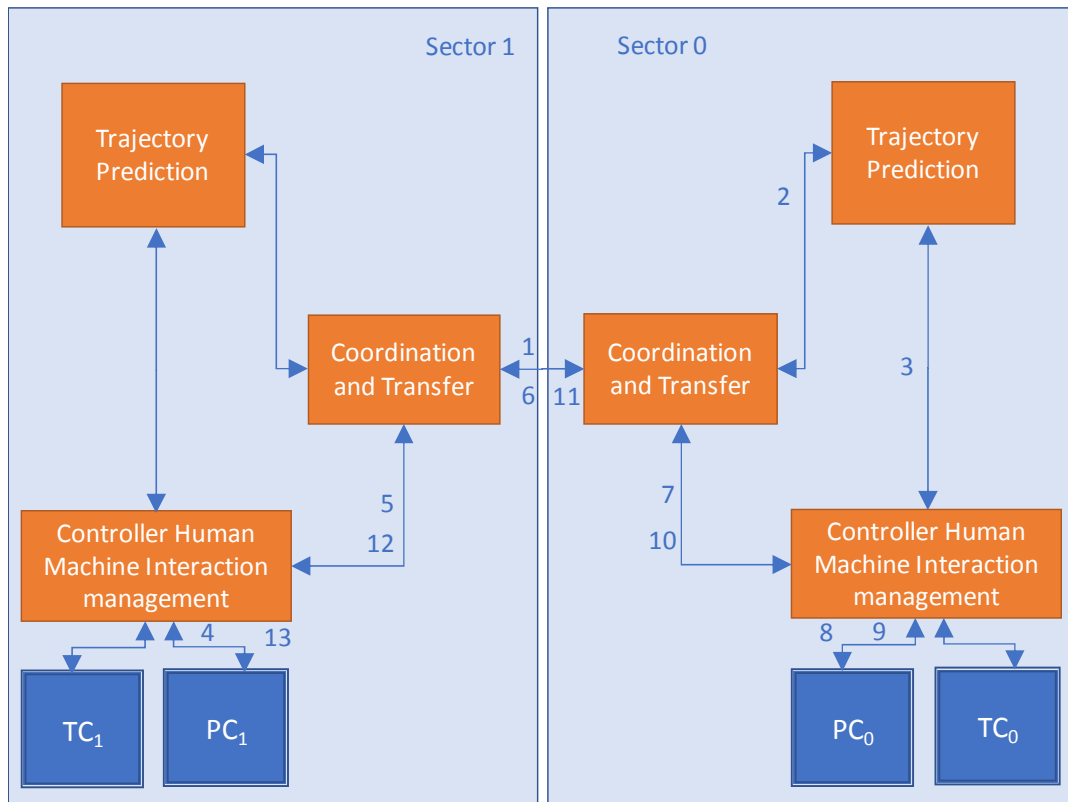 Sector 1
Sector 0
Trajectory
Prediction
Trajectory
Prediction
2
Coordination
and Transfer
1
6
11
Coordination
and Transfer
3
5
12
7
10
Controller Human
Machine Interaction
management
Controller Human
Machine Interaction
management
4
13
8
9
TC₁
PC₁
PC₀
TC₀